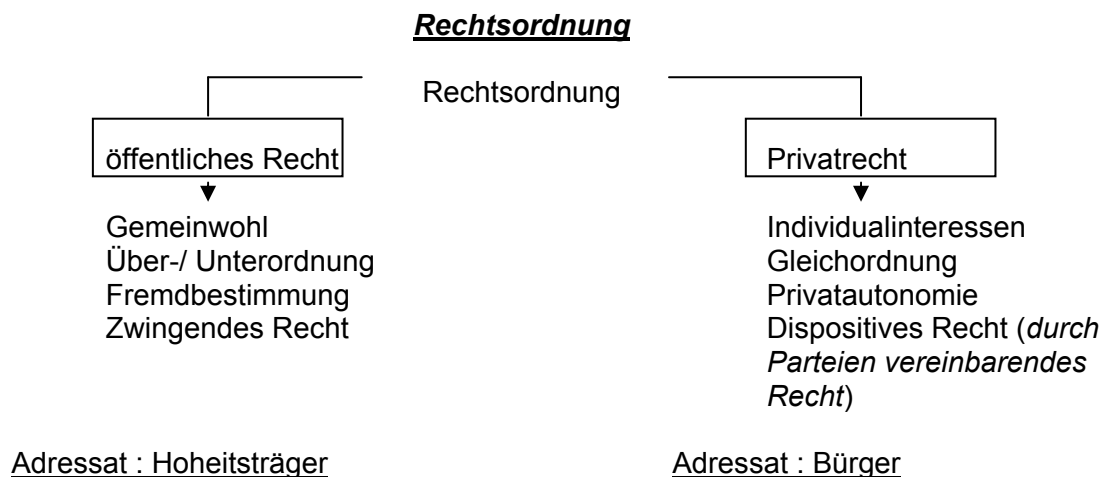 Rechtsordnung
Rechtsordnung
öffentliches Recht
Gemeinwohl
Über-/ Unterordnung
Fremdbestimmung
Zwingendes Recht
Adressat : Hoheitsträger
Privatrecht
Individualinteressen
Gleichordnung
Privatautonomie
Dispositives Recht (durch
Parteien vereinbarendes
Recht)
Adressat : Bürger